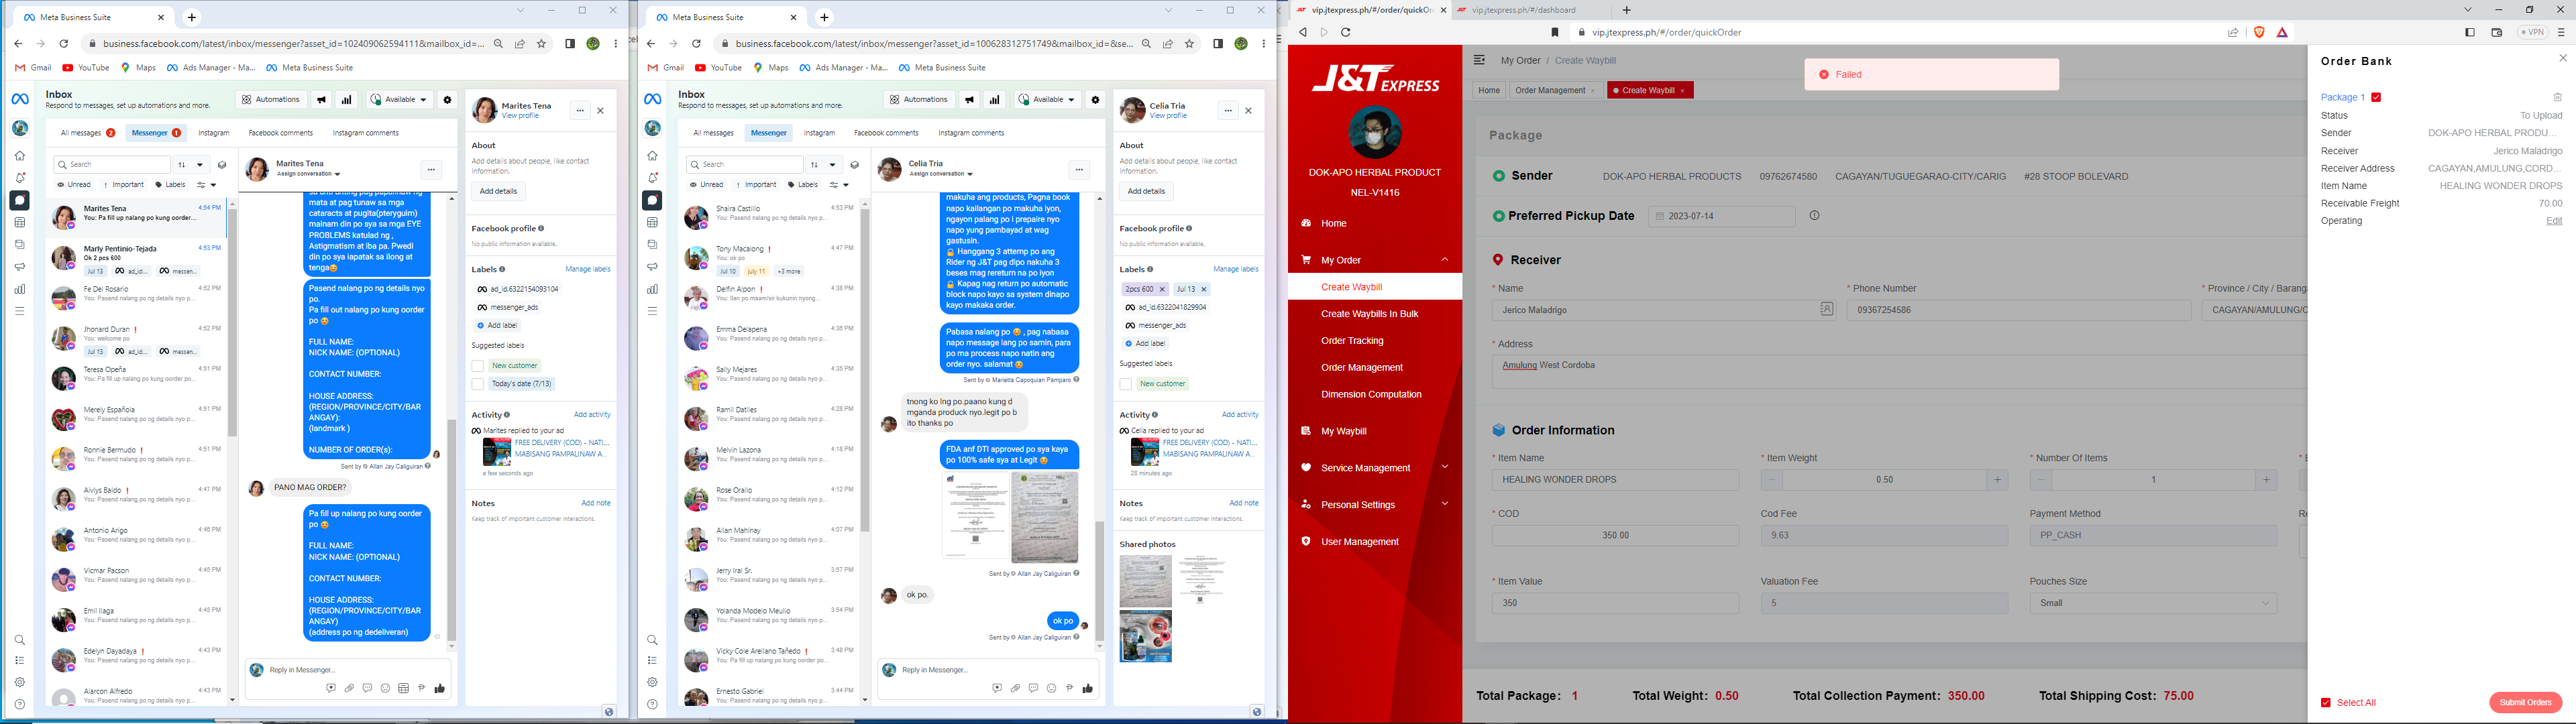 Meta Business Suite
business.facebook.com/latest/inbox/messenger?asset_id=102409062594111&mailbox_id=...
Gmail
YouTube
Maps
Ads Manager - Ma...
Meta Business Suite
Inbox
Respond to messages, set up automations and more.
Automations
Available
All messages 2
Messenger 1
Instagram
Facebook comments
Instagram comments
Search
Unread
Important
Labels
Marites Tena 4:54 PM
You: Pa fill up nalang po kung oorder...
Marly Pentinio-Tejada 4:53 PM
Ok 2 pcs 600
Jul 13
ad_id...
messen...
Fe Del Rosario 4:52 PM
You: Pasend nalang po ng details nyo p...
Jhonard Duran 4:52 PM
You: welcome po
Jul 13
ad_id...
messen...
Teresa Opeña 4:51 PM
You: Pa fill up nalang po kung oorder po...
Merely Española 4:51 PM
You: Pasend nalang po ng details nyo p...
Ronnie Bermudo 4:51 PM
You: Pasend nalang po ng details nyo p...
Aivlys Baldo 4:47 PM
You: Pasend nalang po ng details nyo p...
Antonio Arigo 4:46 PM
You: Pasend nalang po ng details nyo p...
Vicmar Pacson 4:45 PM
You: Pasend nalang po ng details nyo p...
Emil Ilaga 4:45 PM
You: Pasend nalang po ng details nyo p...
Edelyn Dayadaya 4:43 PM
You: Pasend nalang po ng details nyo p...
Alarcon Alfredo 4:43 PM
You: Pasend nalang po ng details nyo p...
Marites Tena
Assign conversation
mata at pag tunaw sa mga
cataracts at pugita(pterygium)
mainam din po sya sa mga EYE
PROBLEMS katulad ng ,
Astigmatism at iba pa. Pwedi
din po sya iapatak sa ilong at
tenga
Pasend nalang po ng details nyo
po.
Pa fill out nalang po kung oorder
po
FULL NAME:
NICK NAME: (OPTIONAL)
CONTACT NUMBER:
HOUSE ADDRESS:
(REGION/PROVINCE/CITY/BAR
ANGAY):
(landmark )
NUMBER OF ORDER(s):
Sent by Allan Jay Caliguiran
PANO MAG ORDER?
Pa fill up nalang po kung oorder
po
FULL NAME:
NICK NAME: (OPTIONAL)
CONTACT NUMBER:
HOUSE ADDRESS:
(REGION/PROVINCE/CITY/BAR
ANGAY)
(address po ng dedeliveran)
Reply in Messenger...
Marites Tena
View profile
About
Add details about people, like contact
information.
Add details
Facebook profile
No public information available.
Labels
Manage labels
ad_id.6322154093104
messenger_ads
Add label
Suggested labels
New customer
Today's date (7/13)
Activity
Add activity
Marites replied to your ad
FREE DELIVERY (COD) - NATI...
MABISANG PAMPALINAW A...
a few seconds ago
Notes
Add note
Keep track of important customer interactions.
Meta Business Suite
business.facebook.com/latest/inbox/messenger?asset_id=100628312751749&mailbox_id=&se...
Gmail
YouTube
Maps
Ads Manager - Ma...
Meta Business Suite
Inbox
Respond to messages, set up automations and more.
Automations
Available
All messages
Messenger
Instagram
Facebook comments
Instagram comments
Search
Unread
Important
Labels
Shaira Castillo 4:53 PM
You: Pasend nalang po ng details nyo p...
Tony Macalong 4:47 PM
You: ok po
Jul 10
july 11
+3 more
Delfin Alpon 4:38 PM
You: Ilan po maam/sir kukunin nyong...
Emma Delapena 4:36 PM
You: Pasend nalang po ng details nyo p...
Sally Mejares 4:35 PM
You: Pasend nalang po ng details nyo p...
Ramil Datiles 4:28 PM
You: Pasend nalang po ng details nyo p...
Melvin Lazona 4:18 PM
You: Pasend nalang po ng details nyo p...
Rose Orallo 4:12 PM
You: Pasend nalang po ng details nyo p...
Allan Mahinay 4:07 PM
You: Pasend nalang po ng details nyo p...
Jerry Iral Sr. 3:57 PM
You: Pasend nalang po ng details nyo p...
Yolanda Modelo Meullo 3:54 PM
You: Pasend nalang po ng details nyo p...
Vicky Cole Arellano Tañedo 3:48 PM
You: Pa fill up nalang po kung oorder po...
Ernesto Gabriel 3:44 PM
You: Pasend nalang po ng details nyo p...
Celia Tria
Assign conversation
makuha ang products, Pagna book
napo kailangan po makuha lyon,
ngayon palang po i prepaire nyo
napo yung pambayad at wag
gastusin.
Hanggang 3 attemp po ang
Rider ng J&T pag dipo nakuha 3
beses mag rereturn na po lyon
Kapag nag return po automatic
block napo kayo sa system dinapo
kayo makaka order.
Pabasa nalang po , pag nabasa
napo message lang po samin, para
po ma process napo natin ang
order nyo. salamat
Sent by Marietta Capoquian Pamparo
tnong ko lng po.paano kung d
mganda produck nyo.legit po b
ito thanks po
FDA anf DTI approved po sya kaya
po 100% safe sya at Legit
Sent by Allan Jay Caliguiran
ok po.
ok po
Sent by Allan Jay Caliguiran
Reply in Messenger...
Celia Tria
View profile
About
Add details about people, like contact
information.
Add details
Facebook profile
No public information available.
Labels
Manage labels
2pcs 600
Jul 13
ad_id.6322041829904
messenger_ads
Add label
Suggested labels
New customer
Activity
Add activity
Celia replied to your ad
FREE DELIVERY (COD) - NATI...
MABISANG PAMPALINAW A...
28 minutes ago
Notes
Add note
Keep track of important customer interactions.
Shared photos
vip.jtexpress.ph/#/order/quickOr
vip.jtexpress.ph/#/dashboard
vip.jtexpress.ph/#/order/quickOrder
VPN
J&T EXPRESS
DOK-APO HERBAL PRODUCT
NEL-V1416
Home
My Order
Create Waybill
Create Waybills In Bulk
Order Tracking
Order Management
Dimension Computation
My Waybill
Service Management
Personal Settings
User Management
My Order / Create Waybill
Home
Order Management
Create Waybill
Failed
Package
Sender
DOK-APO HERBAL PRODUCTS 09762674580 CAGAYAN/TUGUEGARAO-CITY/CARIG #28 STOOP BOLEVARD
Preferred Pickup Date
2023-07-14
Receiver
* Name
Jerico Maladrigo
* Phone Number
09367254586
* Province / City / Baranga
CAGAYAN/AMULUNG/C
* Address
Amulung West Cordoba
Order Information
* Item Name
HEALING WONDER DROPS
* Item Weight
0.50
* Number Of Items
1
* COD
350.00
Cod Fee
9.63
Payment Method
PP_CASH
* Item Value
350
Valuation Fee
5
Pouches Size
Small
Total Package: 1
Total Weight: 0.50
Total Collection Payment: 350.00
Total Shipping Cost: 75.00
Order Bank
Package 1
Status To Upload
Sender DOK-APO HERBAL PRODU...
Receiver Jerico Maladrigo
Receiver Address CAGAYAN,AMULUNG,CORD...
Item Name HEALING WONDER DROPS
Receivable Freight 70.00
Operating Edit
Select All
Submit Orders